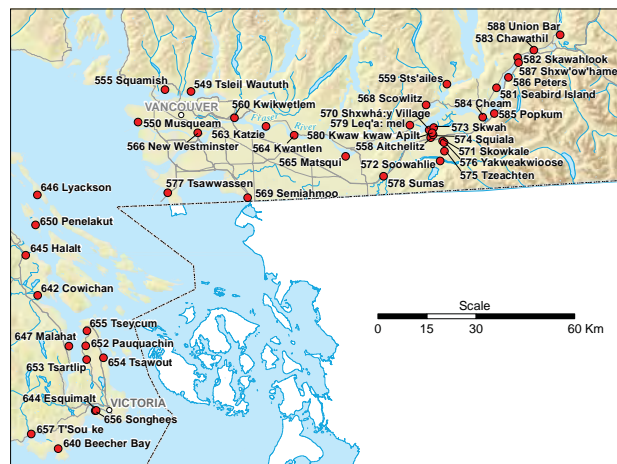 588 Union Bar
583 Chawathil
582 Skawahlook
587 Shxw'ow'hamel
586 Peters
581 Seabird Island
559 Sts'ailes
555 Squamish
549 Tsleil Waututh
568 Scowlitz
584 Cheam
585 Popkum
VANCOUVER
560 Kwikwetlem
570 Shxwhá:y Village
579 Leq'a: mel
550 Musqueam
Fraser
River
563 Katzie
580 Kwaw kwaw Apilt
573 Skwah
574 Squiala
566 New Westminster
564 Kwantlen
558 Aitchelitz
571 Skowkale
565 Matsqui
572 Soowahlie
576 Yakweakwioose
575 Tzeachten
577 Tsawwassen
569 Semiahmoo
578 Sumas
646 Lyackson
650 Penelakut
645 Halalt
642 Cowichan
Scale
0 15 30 60 Km
655 Tseycum
647 Malahat
652 Pauquachin
653 Tsartlip
654 Tsawout
644 Esquimalt
VICTORIA
656 Songhees
657 T'Sou ke
640 Beecher Bay